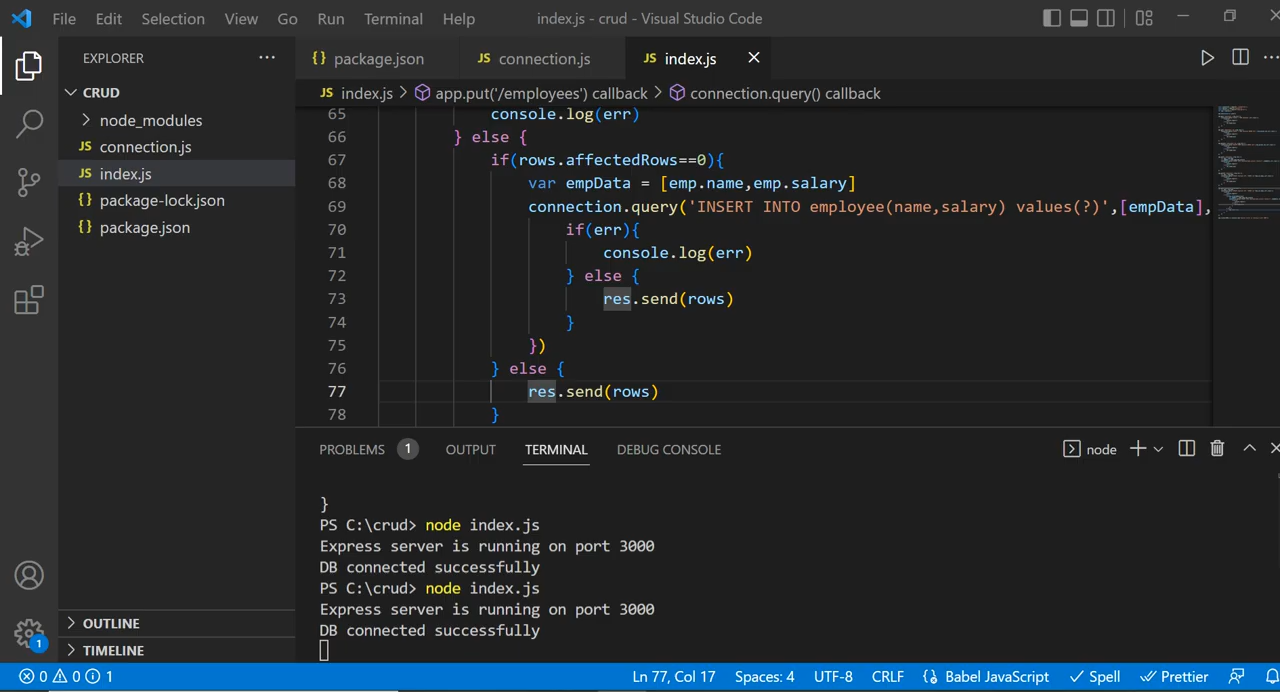 File Edit Selection View Go Run Terminal Help index.js - crud - Visual Studio Code
EXPLORER ···
{} package.json JS connection.js JS index.js
CRUD
node_modules
JS connection.js
JS index.js
{} package-lock.json
{} package.json
OUTLINE
TIMELINE
1
JS index.js > app.put('/employees') callback > connection.query() callback
65 console.log(err)
66 } else {
67 if(rows.affectedRows==0){
68 var empData = [emp.name,emp.salary]
69 connection.query('INSERT INTO employee(name,salary) values(?)',[empData],
70 if(err){
71 console.log(err)
72 } else {
73 res.send(rows)
74 }
75 })
76 } else {
77 res.send(rows)
78 }
PROBLEMS 1 OUTPUT TERMINAL DEBUG CONSOLE node
}
PS C:\crud> node index.js
Express server is running on port 3000
DB connected successfully
PS C:\crud> node index.js
Express server is running on port 3000
DB connected successfully
0 0 1 Ln 77, Col 17 Spaces: 4 UTF-8 CRLF {} Babel JavaScript Spell Prettier